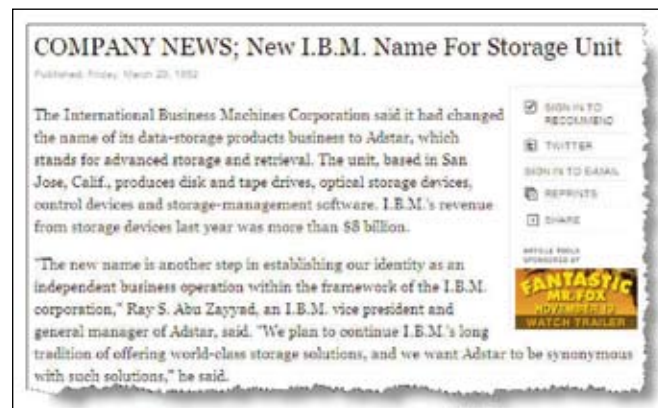 COMPANY NEWS; New I.B.M. Name For Storage Unit
Published: Friday, March 20, 1992
The International Business Machines Corporation said it had changed
the name of its data-storage products business to Adstar, which
stands for advanced storage and retrieval. The unit, based in San
Jose, Calif., produces disk and tape drives, optical storage devices,
control devices and storage-management software. I.B.M.'s revenue
from storage devices last year was more than $8 billion.
"The new name is another step in establishing our identity as an
independent business operation within the framework of the I.B.M.
corporation," Ray S. Abu Zayyad, an I.B.M. vice president and
general manager of Adstar, said. "We plan to continue I.B.M.'s long
tradition of offering world-class storage solutions, and we want Adstar to be synonymous
with such solutions," he said.
SIGN IN TO
RECOMMEND
TWITTER
SIGN IN TO E-MAIL
REPRINTS
SHARE
ARTICLE TOOLS
SPONSORED BY
FANTASTIC
MR. FOX
NOVEMBER 13
WATCH TRAILER